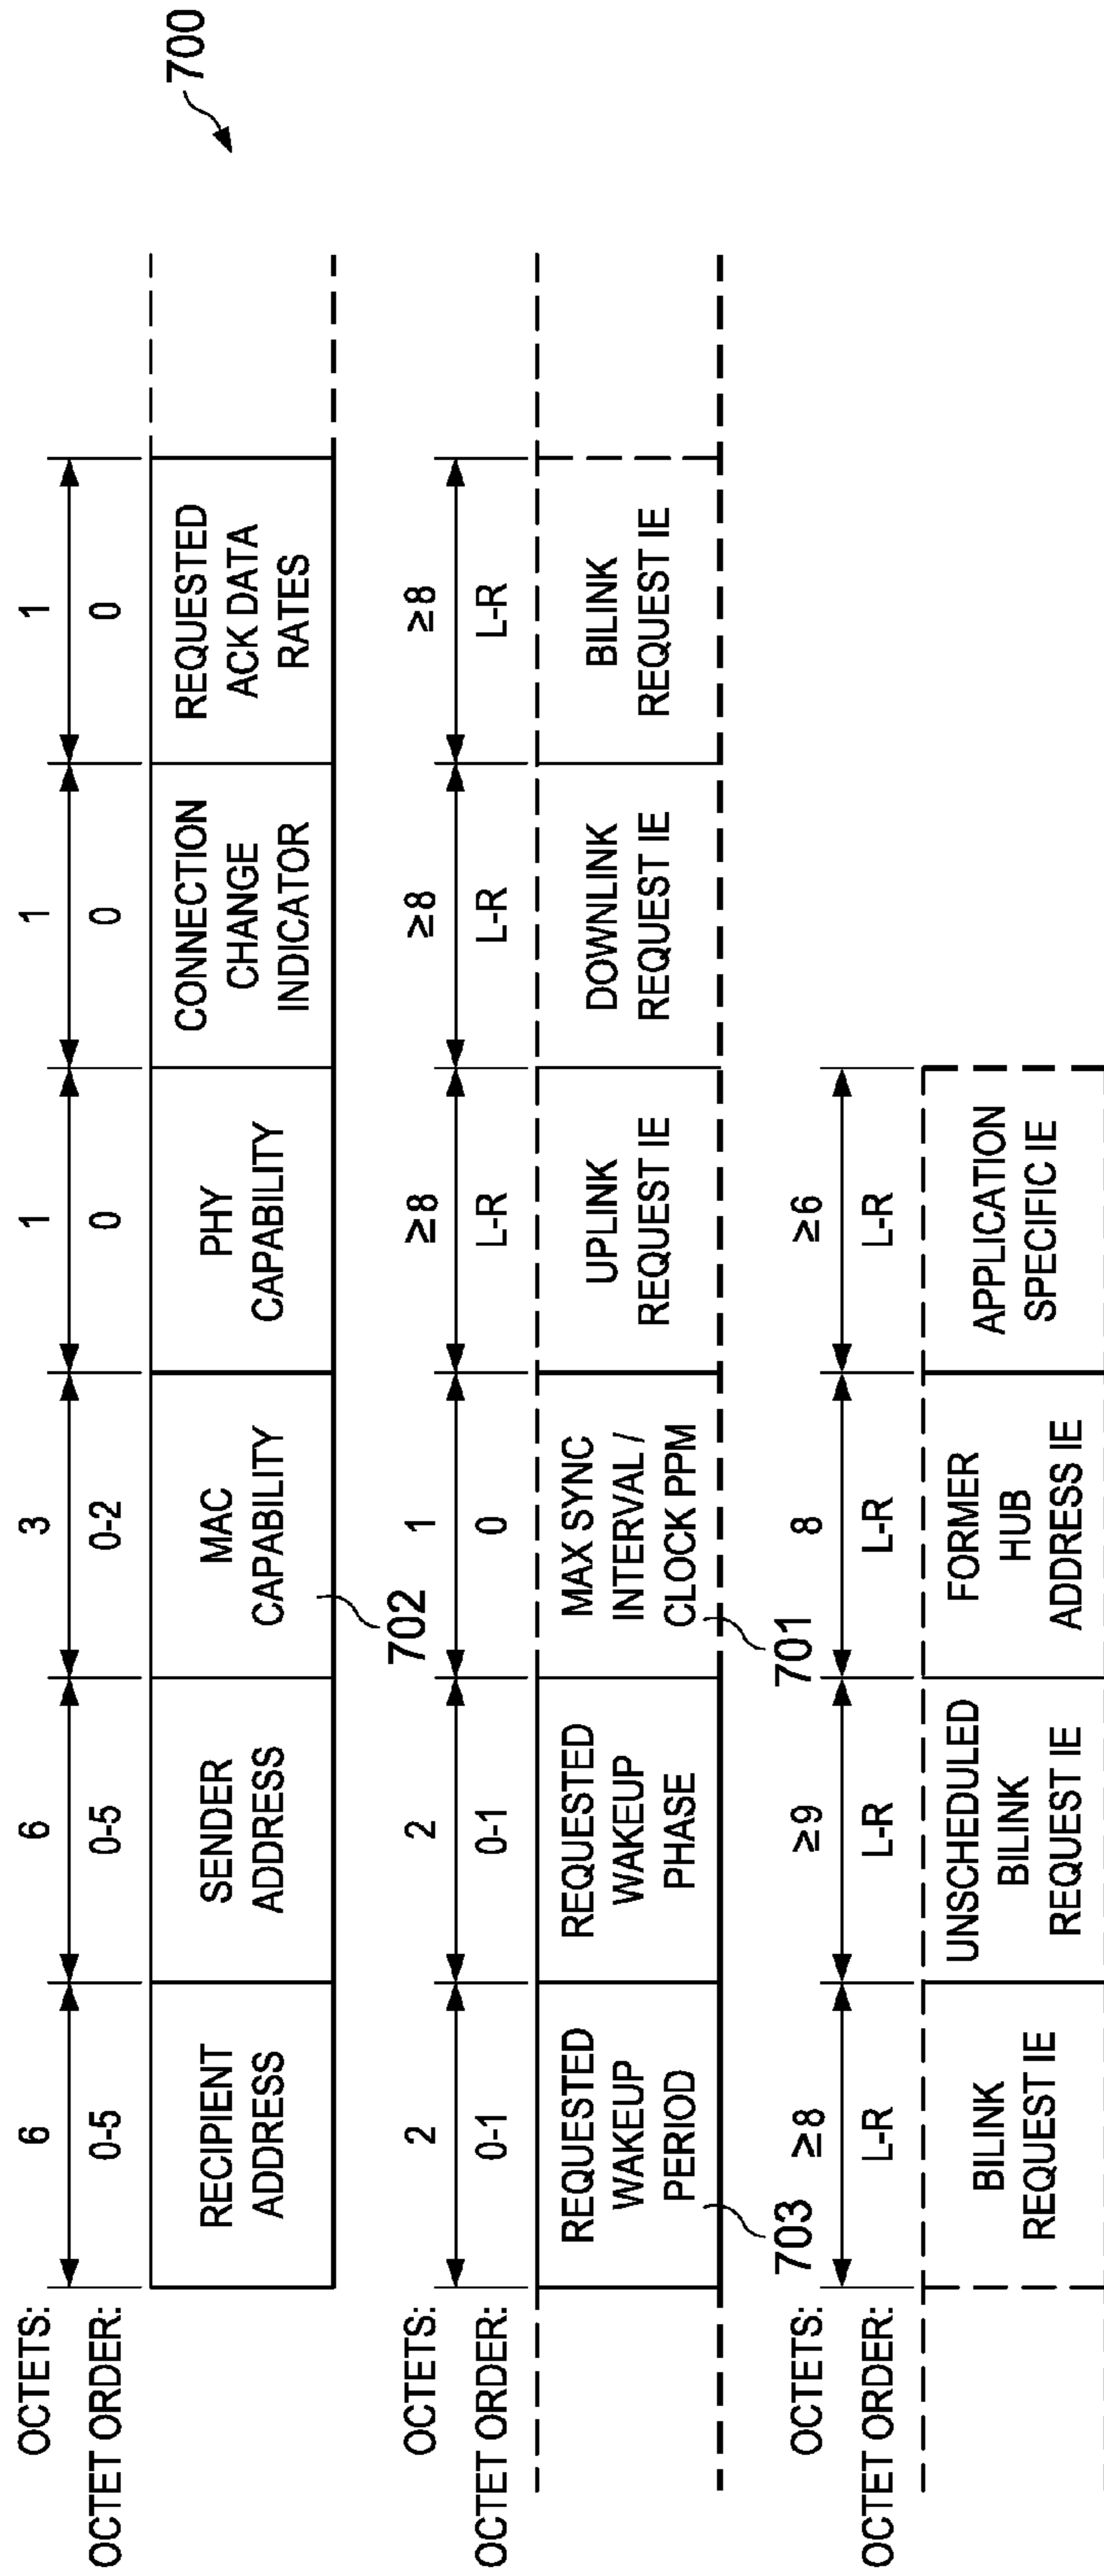 700
OCTETS: 6 6 3 1 1 1
OCTET ORDER: 0-5 0-5 0-2 0 0 0
RECIPIENT
ADDRESS
SENDER
ADDRESS
MAC
CAPABILITY
702
PHY
CAPABILITY
CONNECTION
CHANGE
INDICATOR
REQUESTED
ACK DATA
RATES
OCTETS: 2 2 1 ≥8 ≥8 ≥8
OCTET ORDER: 0-1 0-1 0 L-R L-R L-R
REQUESTED
WAKEUP
PERIOD
703
REQUESTED
WAKEUP
PHASE
MAX SYNC
INTERVAL /
CLOCK PPM
701
UPLINK
REQUEST IE
DOWNLINK
REQUEST IE
BILINK
REQUEST IE
OCTETS: ≥8 ≥9 8 ≥6
OCTET ORDER: L-R L-R L-R L-R
BILINK
REQUEST IE
UNSCHEDULED
BILINK
REQUEST IE
FORMER
HUB
ADDRESS IE
APPLICATION
SPECIFIC IE